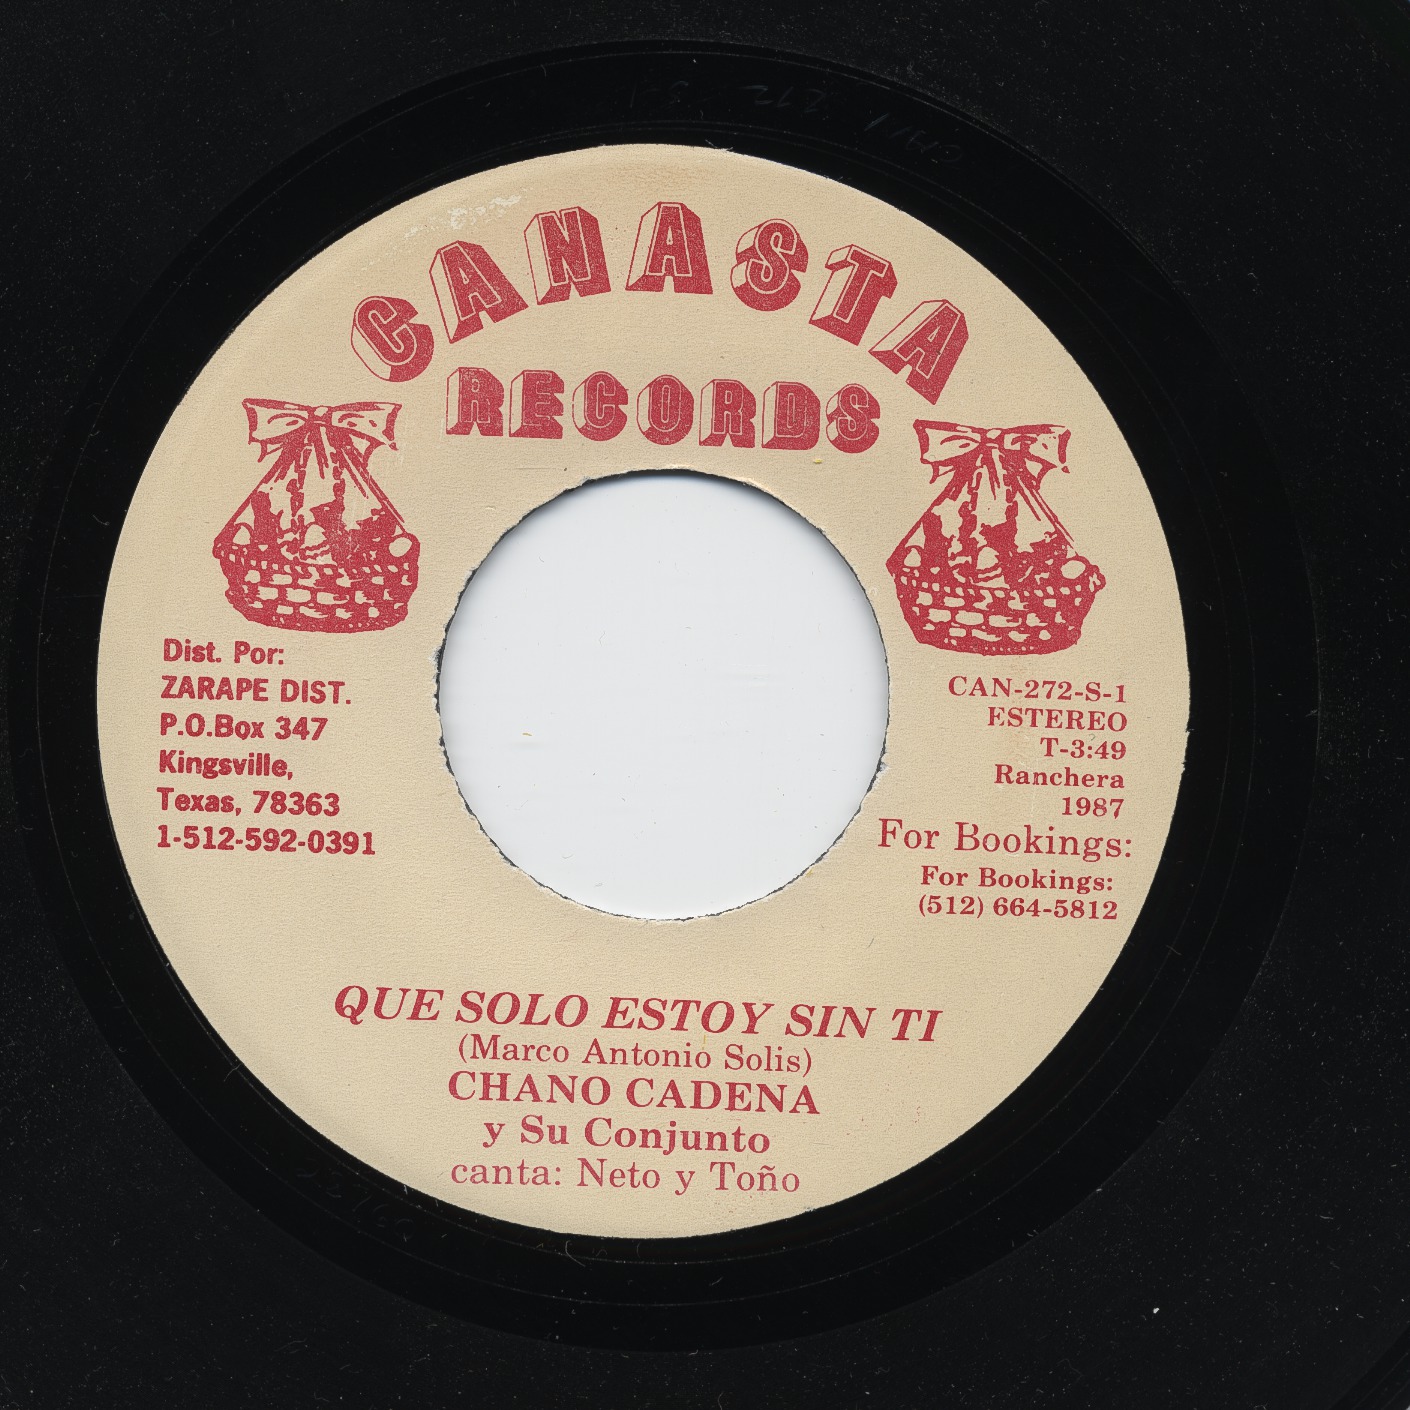 CANASTA
RECORDS
Dist. Por:
ZARAPE DIST.
P.O.Box 347
Kingsville,
Texas, 78363
1-512-592-0391
CAN-272-S-1
ESTEREO
T-3:49
Ranchera
1987
For Bookings:
For Bookings:
(512) 664-5812
QUE SOLO ESTOY SIN TI
(Marco Antonio Solis)
CHANO CADENA
y Su Conjunto
canta: Neto y Toño